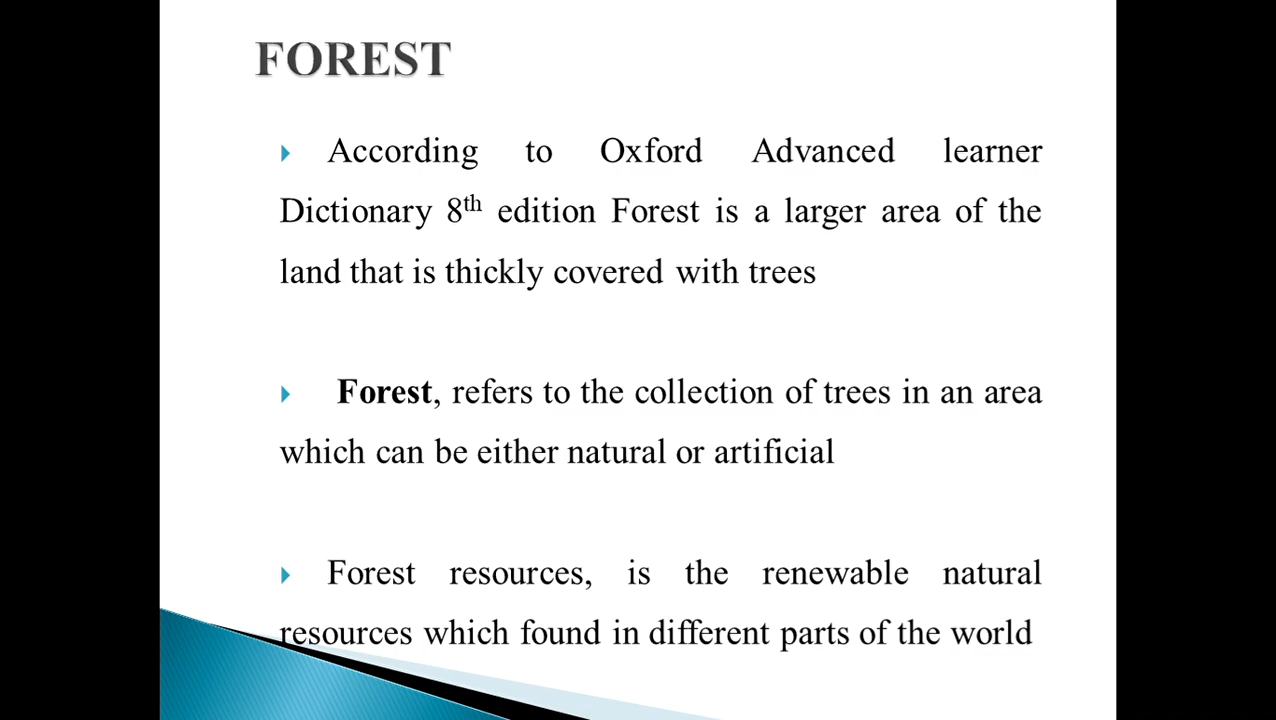 FOREST
According to Oxford Advanced learner
Dictionary 8th edition Forest is a larger area of the
land that is thickly covered with trees
Forest, refers to the collection of trees in an area
which can be either natural or artificial
Forest resources, is the renewable natural
resources which found in different parts of the world